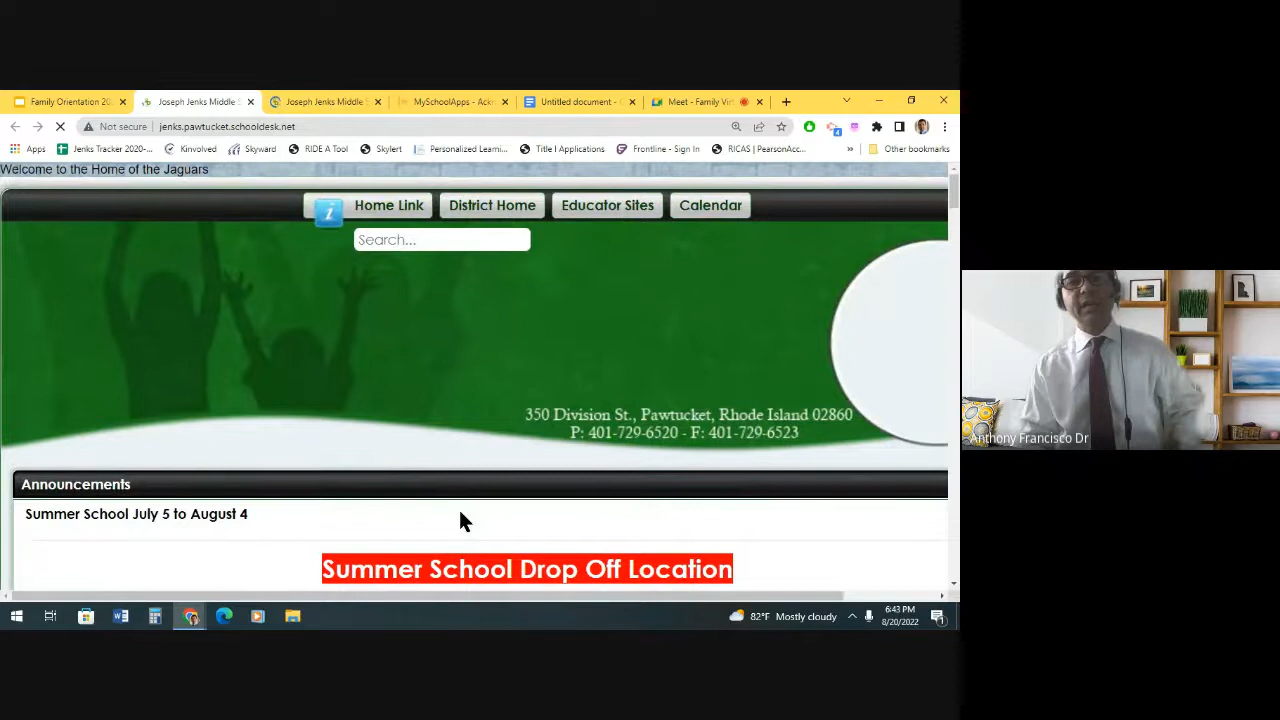 Family Orientation 20
Joseph Jenks Middle S
Joseph Jenks Middle S
MySchoolApps - Ack
Untitled document - G
Meet - Family Virt
Not secure
jenks.pawtucket.schooldesk.net
Apps
Jenks Tracker 2020-...
Kinvolved
Skyward
RIDE A Tool
Skylert
Personalized Learni...
Title I Applications
Frontline - Sign In
RICAS | PearsonAcc...
Other bookmarks
Welcome to the Home of the Jaguars
Home Link
District Home
Educator Sites
Calendar
Search...
350 Division St., Pawtucket, Rhode Island 02860
P: 401-729-6520 - F: 401-729-6523
Announcements
Summer School July 5 to August 4
Summer School Drop Off Location
Anthony Francisco Dr
82°F Mostly cloudy
6:43 PM
8/20/2022